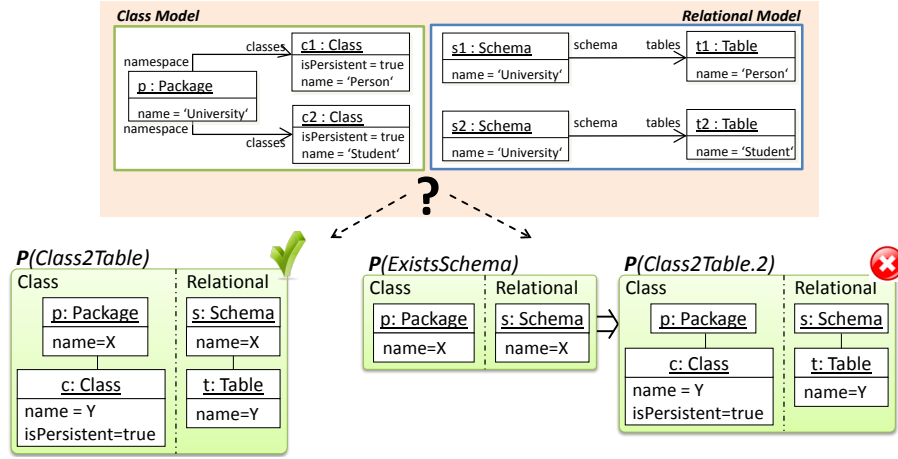 Class Model
Relational Model
c1 : Class
isPersistent = true
name = ‘Person‘
classes
namespace
p : Package
name = ‘University‘
namespace
classes
c2 : Class
isPersistent = true
name = ‘Student‘
s1 : Schema
name = ‘University‘
schema
tables
t1 : Table
name = ‘Person‘
s2 : Schema
name = ‘University‘
schema
tables
t2 : Table
name = ‘Student‘
?
P(Class2Table)
Class
Relational
p: Package
name=X
s: Schema
name=X
c: Class
name = Y
isPersistent=true
t: Table
name=Y
P(ExistsSchema)
Class
Relational
p: Package
name=X
s: Schema
name=X
P(Class2Table.2)
Class
Relational
p: Package
s: Schema
c: Class
name = Y
isPersistent=true
t: Table
name=Y